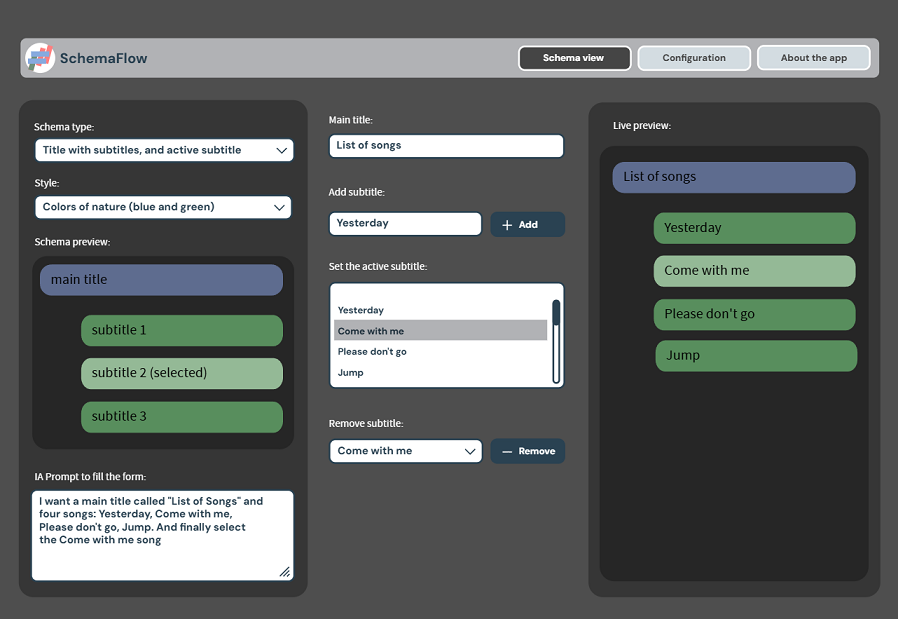 SchemaFlow
Schema view
Configuration
About the app
Schema type:
Title with subtitles, and active subtitle
Style:
Colors of nature (blue and green)
Schema preview:
main title
subtitle 1
subtitle 2 (selected)
subtitle 3
IA Prompt to fill the form:
I want a main title called "List of Songs" and
four songs: Yesterday, Come with me,
Please don't go, Jump. And finally select
the Come with me song
Main title:
List of songs
Add subtitle:
Yesterday
+ Add
Set the active subtitle:
Yesterday
Come with me
Please don't go
Jump
Remove subtitle:
Come with me
— Remove
Live preview:
List of songs
Yesterday
Come with me
Please don't go
Jump